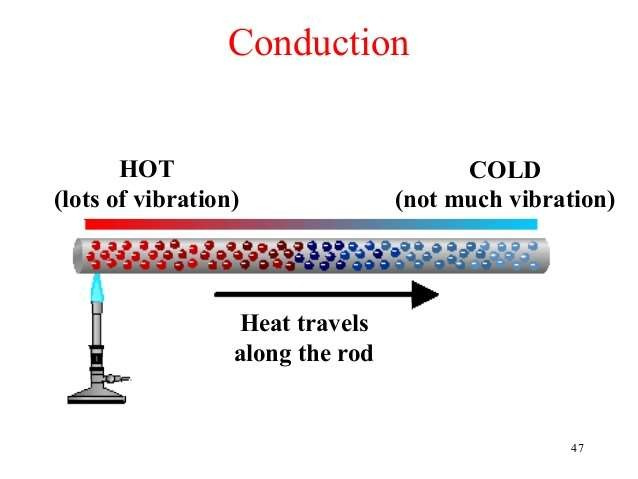 Conduction
HOT
(lots of vibration)
COLD
(not much vibration)
Heat travels
along the rod
47